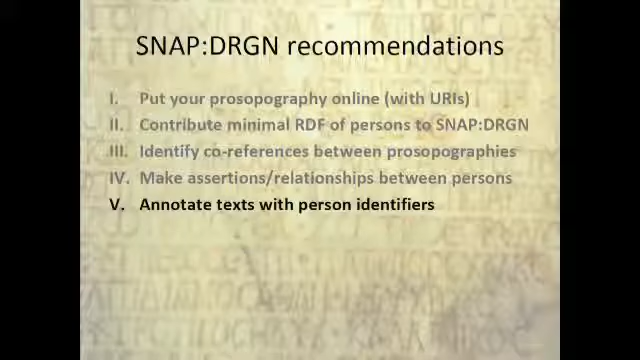 SNAP:DRGN recommendations
I. Put your prosopography online (with URIs)
II. Contribute minimal RDF of persons to SNAP:DRGN
III. Identify co-references between prosopographies
IV. Make assertions/relationships between persons
V. Annotate texts with person identifiers